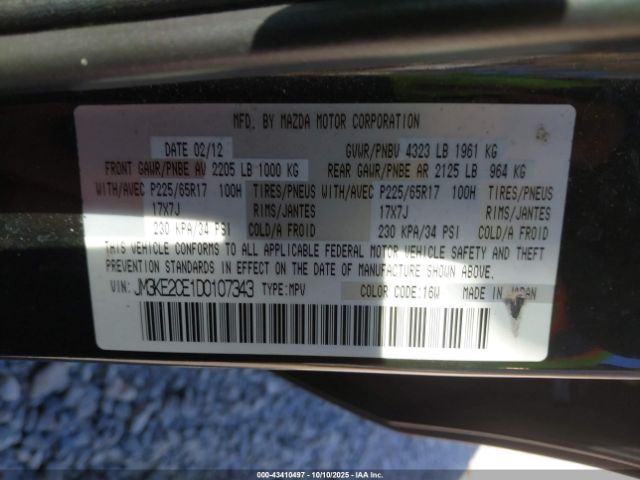 MFD. BY MAZDA MOTOR CORPORATION
DATE 02/12 GVWR/PNBV 4323 LB 1961 KG
FRONT GAWR/PNBE AV 2205 LB 1000 KG REAR GAWR/PNBE AR 2125 LB 964 KG
WITH/AVEC P225/65R17 100H TIRES/PNEUS WITH/AVEC P225/65R17 100H TIRES/PNEUS
17X7J RIMS/JANTES 17X7J RIMS/JANTES
230 KPA/34 PSI COLD/A FROID 230 KPA/34 PSI COLD/A FROID
THIS VEHICLE CONFORMS TO ALL APPLICABLE FEDERAL MOTOR VEHICLE SAFETY AND THEFT
PREVENTION STANDARDS IN EFFECT ON THE DATE OF MANUFACTURE SHOWN ABOVE.
VIN: JM3KE2CE1D0107343 TYPE:MPV COLOR CODE:16W MADE IN JAPAN
000-43410497 - 10/10/2025 - Copyright © IAA, LLC